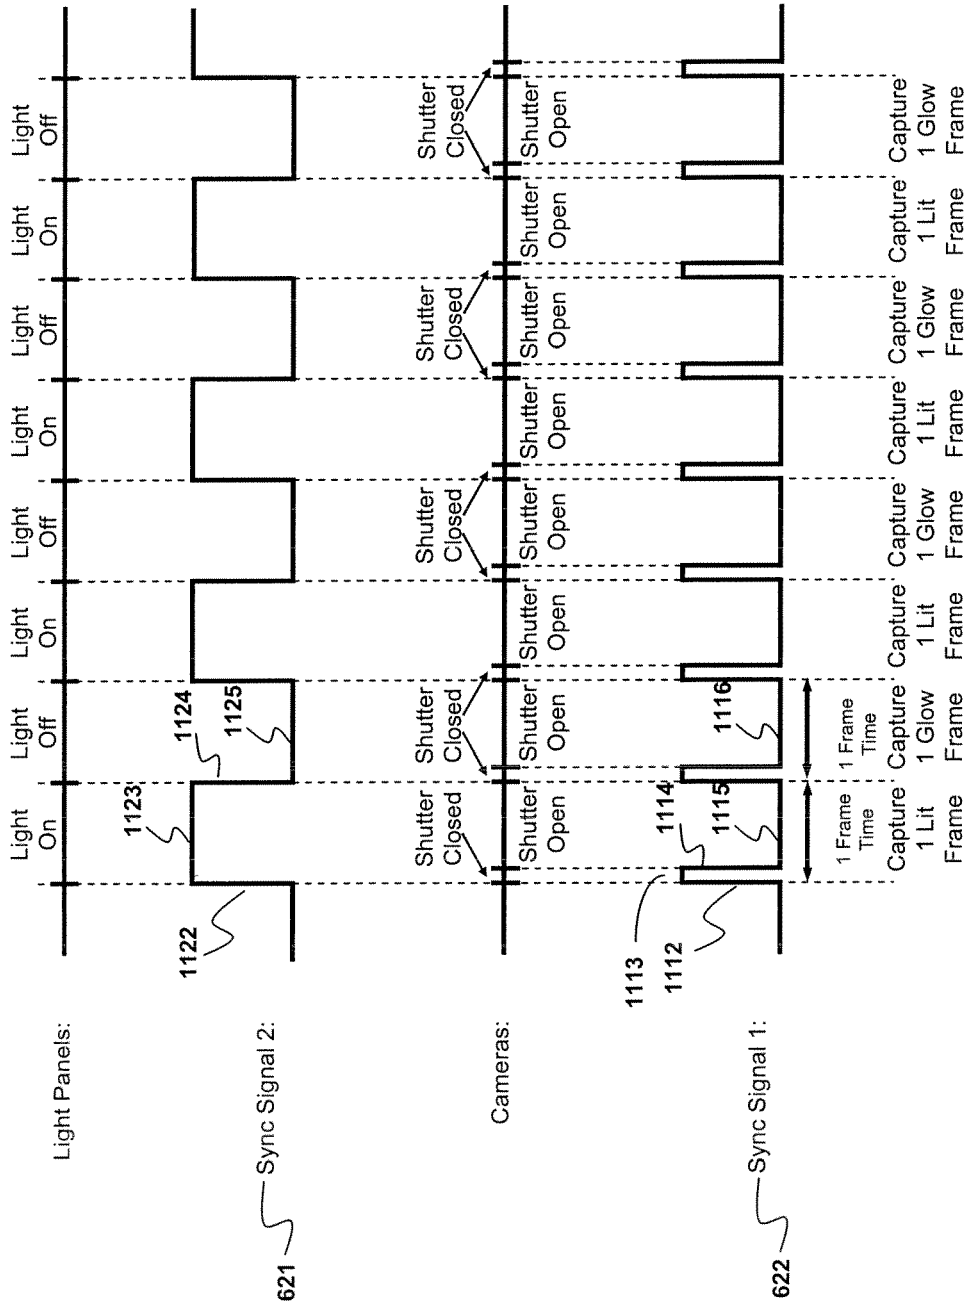 Light Panels:
Light
On
Light
Off
Light
On
Light
Off
Light
On
Light
Off
Light
On
Light
Off
621
Sync Signal 2:
1122
1123
1124
1125
Cameras:
Shutter
Closed
Shutter
Closed
Shutter
Closed
Shutter
Closed
Shutter
Closed
Shutter
Open
Shutter
Open
Shutter
Open
Shutter
Open
Shutter
Open
Shutter
Open
Shutter
Open
Shutter
Open
622
Sync Signal 1:
1113
1112
1114
1115
1116
1 Frame
Time
1 Frame
Time
Capture
1 Lit
Frame
Capture
1 Glow
Frame
Capture
1 Lit
Frame
Capture
1 Glow
Frame
Capture
1 Lit
Frame
Capture
1 Glow
Frame
Capture
1 Lit
Frame
Capture
1 Glow
Frame